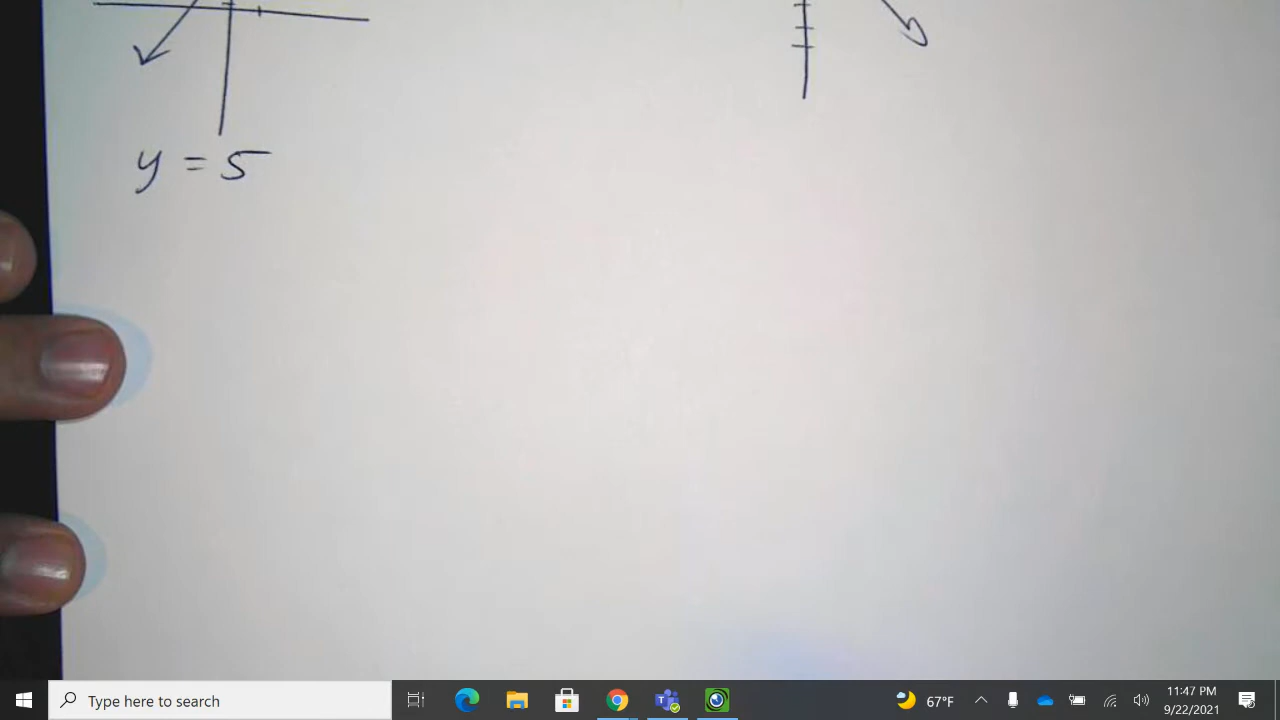 y = 5
Type here to search
67°F
11:47 PM
9/22/2021